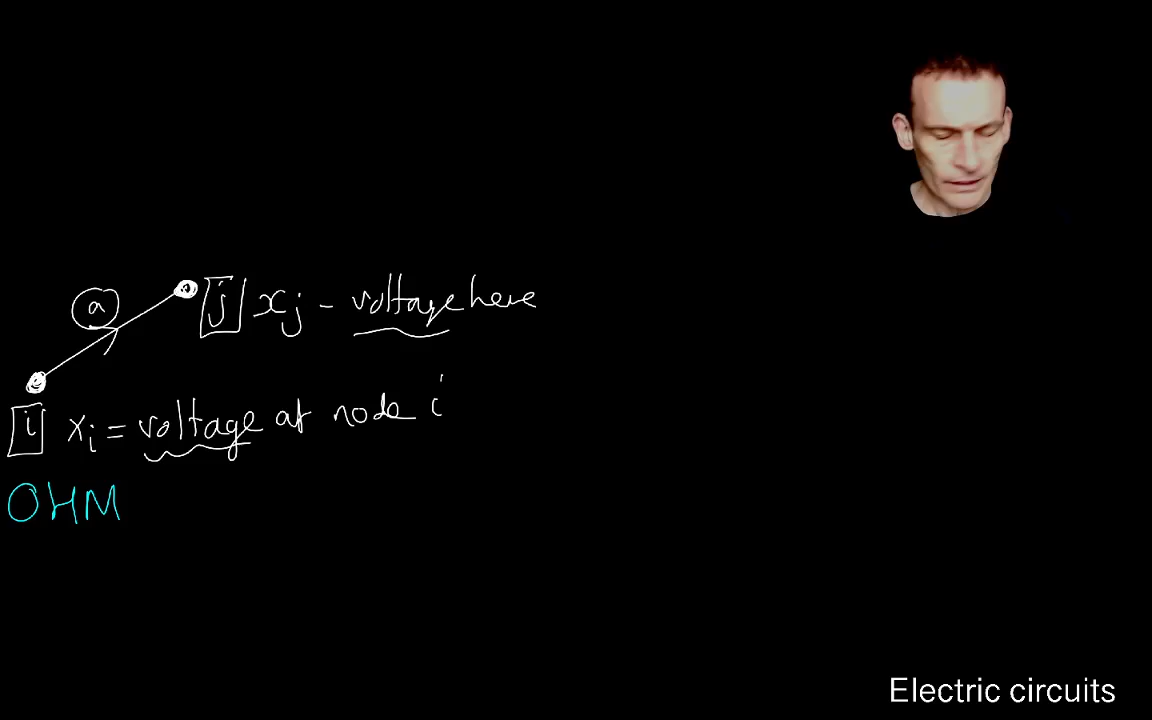 a j xj - voltage here
i xi = voltage at node i
OHM
Electric circuits